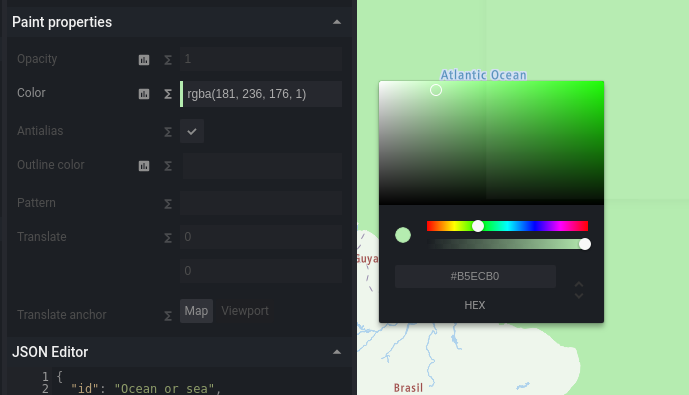 Paint properties
Opacity 1
Color rgba(181, 236, 176, 1)
Antialias
Outline color
Pattern
Translate 0
0
Translate anchor Map Viewport
JSON Editor
1 {
2 "id": "Ocean or sea",
Atlantic Ocean
#B5ECB0
HEX
Guya
Brasil